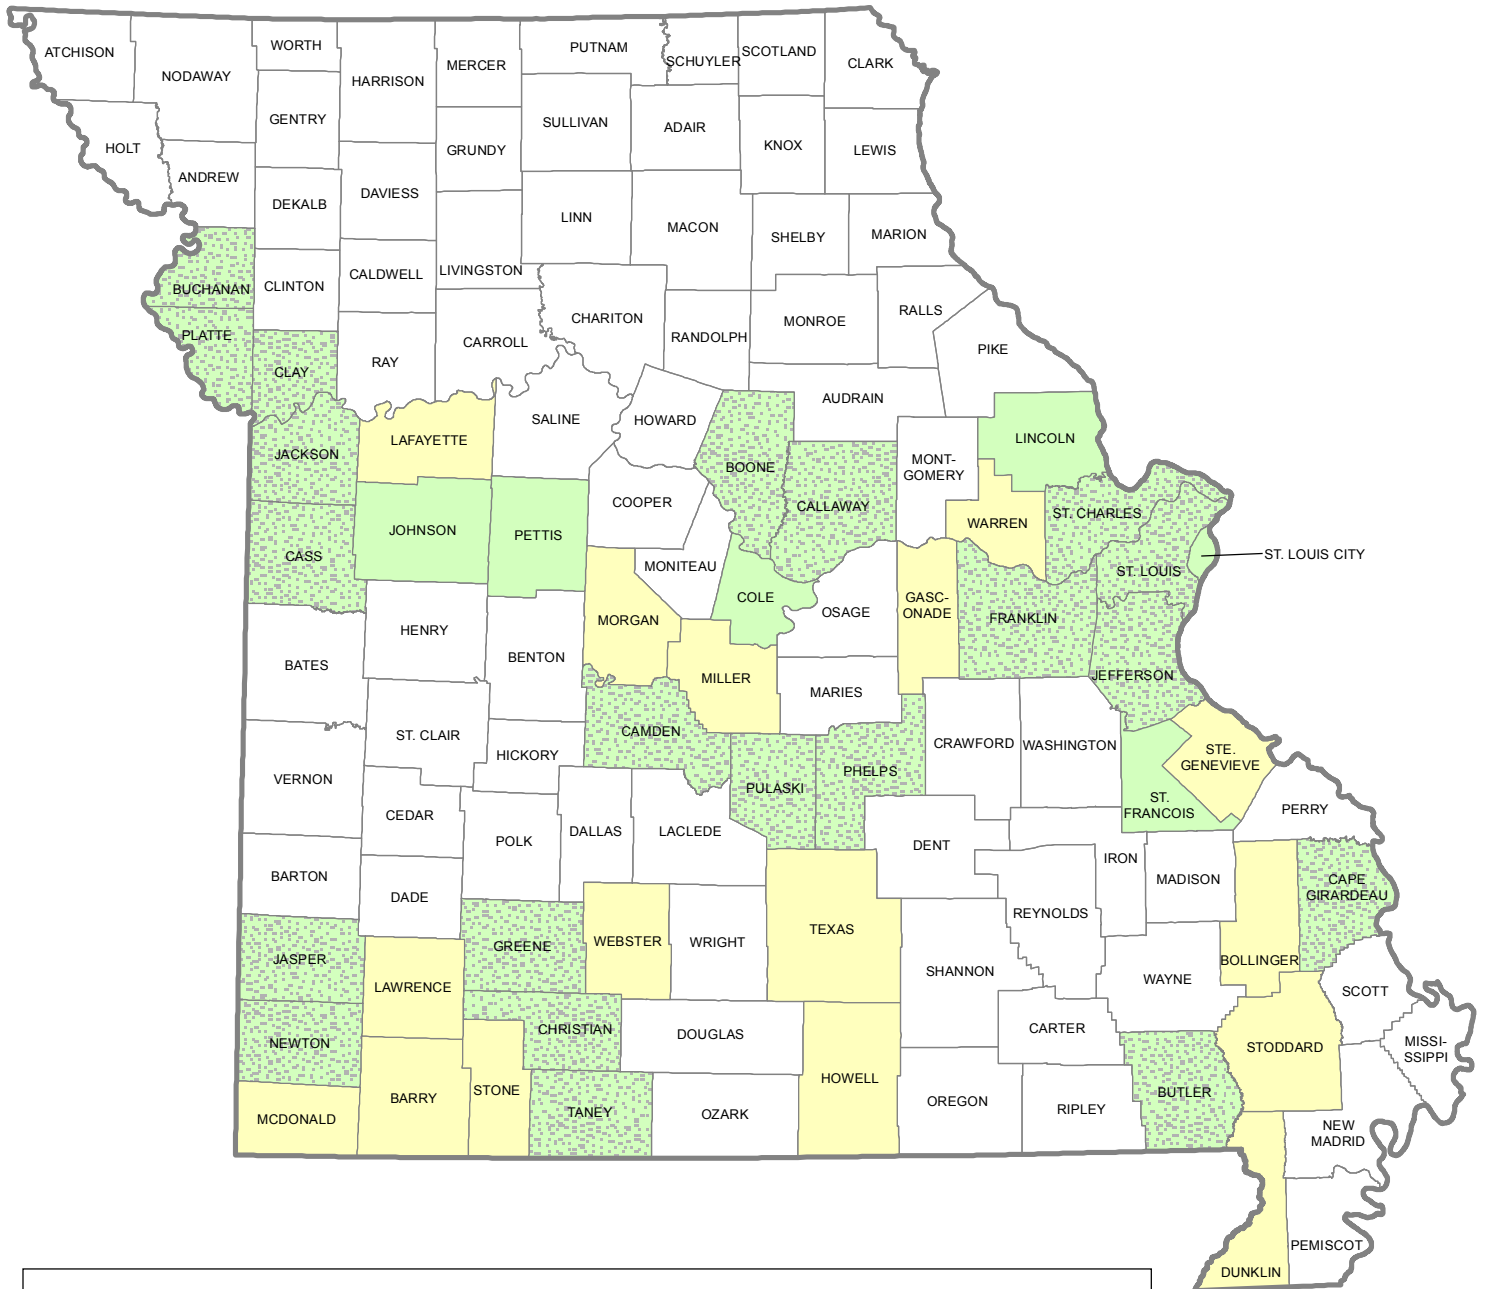 ATCHISON
NODAWAY
WORTH
HARRISON
MERCER
PUTNAM
SCHUYLER
SCOTLAND
CLARK
HOLT
ANDREW
GENTRY
DEKALB
DAVIESS
GRUNDY
SULLIVAN
ADAIR
KNOX
LEWIS
LINN
MACON
SHELBY
MARION
BUCHANAN
CLINTON
CALDWELL
LIVINGSTON
CHARITON
RANDOLPH
MONROE
RALLS
PIKE
PLATTE
CLAY
RAY
CARROLL
SALINE
HOWARD
AUDRAIN
LINCOLN
JACKSON
LAFAYETTE
BOONE
CALLAWAY
MONT-
GOMERY
WARREN
ST. CHARLES
CASS
JOHNSON
PETTIS
COOPER
MONITEAU
COLE
OSAGE
GASC-
ONADE
FRANKLIN
ST. LOUIS
ST. LOUIS CITY
JEFFERSON
BATES
HENRY
BENTON
MORGAN
MILLER
MARIES
CAMDEN
ST. CLAIR
HICKORY
VERNON
CEDAR
POLK
DALLAS
LACLEDE
PULASKI
PHELPS
CRAWFORD
WASHINGTON
STE.
GENEVIEVE
ST.
FRANCOIS
PERRY
BARTON
DADE
DENT
IRON
MADISON
REYNOLDS
BOLLINGER
CAPE
GIRARDEAU
JASPER
LAWRENCE
GREENE
WEBSTER
WRIGHT
TEXAS
SHANNON
WAYNE
SCOTT
NEWTON
CHRISTIAN
DOUGLAS
CARTER
STODDARD
MISSI-
SSIPPI
MCDONALD
BARRY
STONE
TANEY
OZARK
HOWELL
OREGON
RIPLEY
BUTLER
NEW
MADRID
DUNKLIN
PEMISCOT